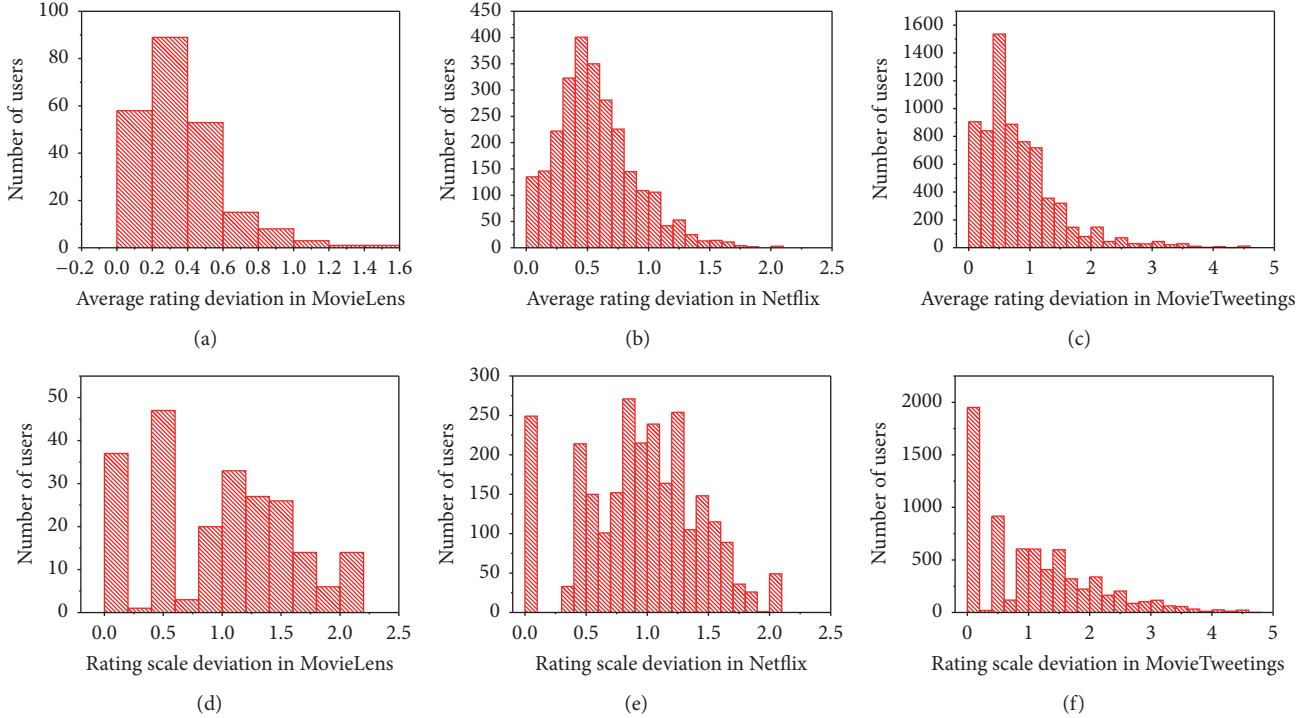 100
80
60
40
20
0
Number of users
−0.2 0.0 0.2 0.4 0.6 0.8 1.0 1.2 1.4 1.6
Average rating deviation in MovieLens
(a)
450
400
350
300
250
200
150
100
50
0
Number of users
0.0 0.5 1.0 1.5 2.0 2.5
Average rating deviation in Netflix
(b)
1600
1400
1200
1000
800
600
400
200
0
Number of users
0 1 2 3 4 5
Average rating deviation in MovieTweetings
(c)
50
40
30
20
10
0
Number of users
0.0 0.5 1.0 1.5 2.0 2.5
Rating scale deviation in MovieLens
(d)
300
250
200
150
100
50
0
Number of users
0.0 0.5 1.0 1.5 2.0 2.5
Rating scale deviation in Netflix
(e)
2000
1500
1000
500
0
Number of users
0 1 2 3 4 5
Rating scale deviation in MovieTweetings
(f)